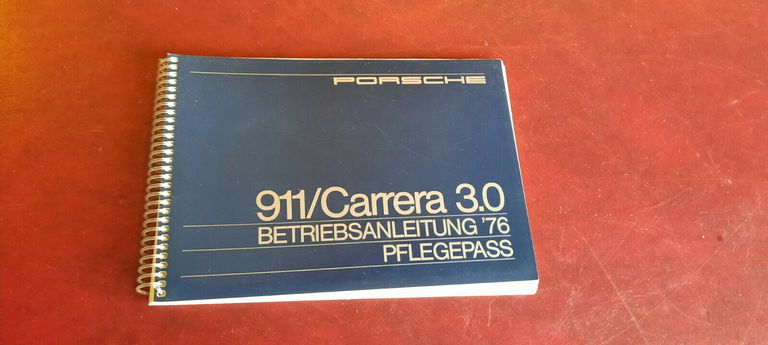 PORSCHE
911/Carrera 3.0
BETRIEBSANLEITUNG '76
PFLEGEPASS